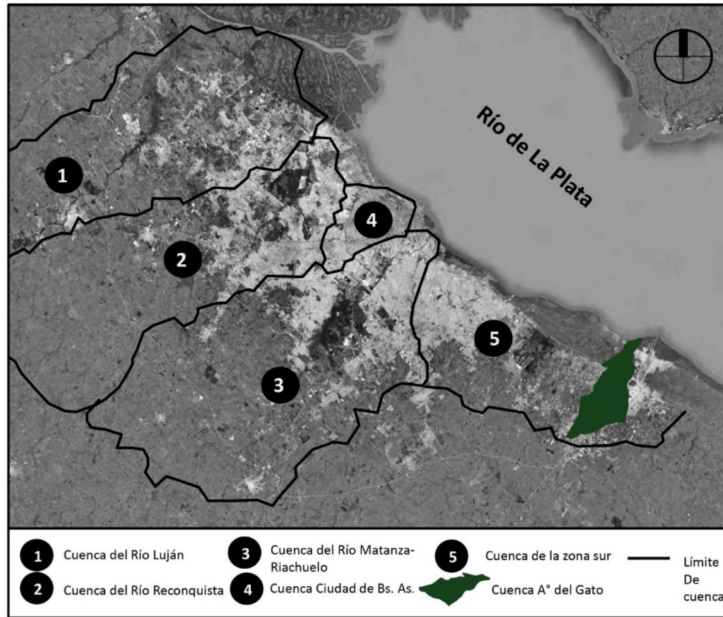 Río de La Plata
1
4
2
5
3
1 Cuenca del Río Luján
3 Cuenca del Río Matanza-
Riachuelo
5 Cuenca de la zona sur
Límite
De
cuenca
2 Cuenca del Río Reconquista
4 Cuenca Ciudad de Bs. As.
Cuenca A° del Gato